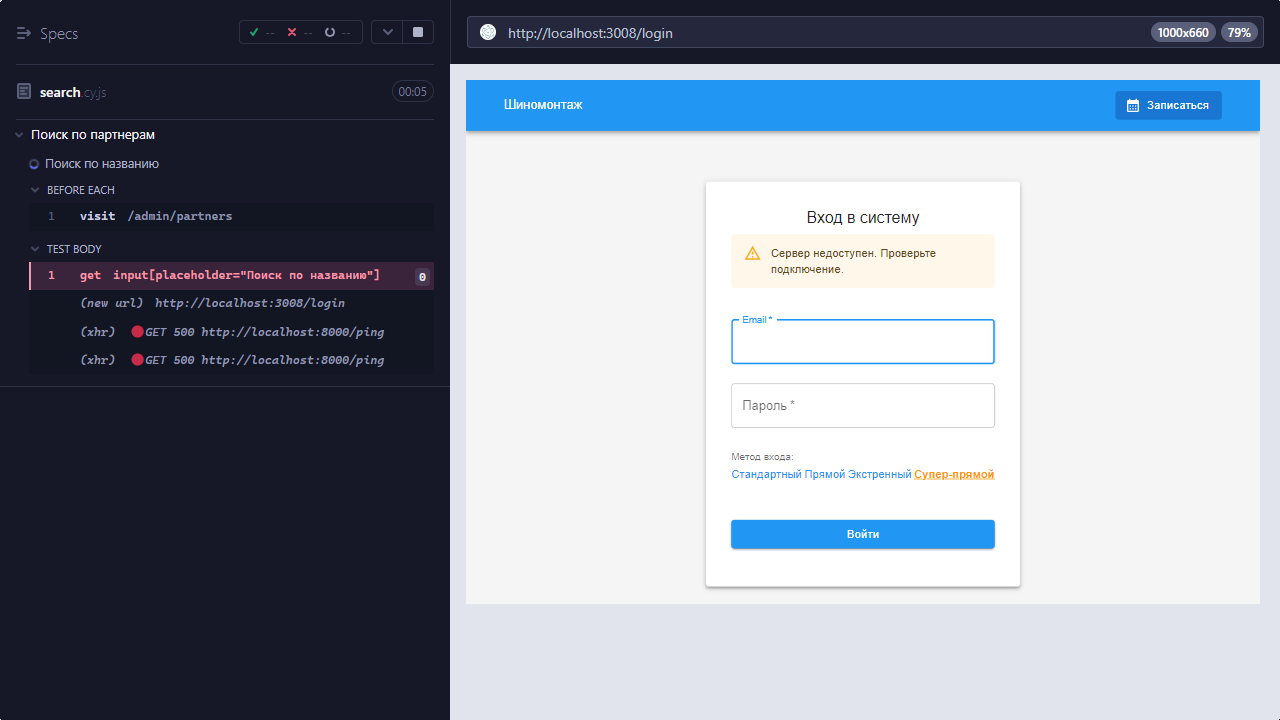 Specs
-- -- --
search.cy.js 00:05
Поиск по партнерам
Поиск по названию
BEFORE EACH
1 visit /admin/partners
TEST BODY
1 get input[placeholder="Поиск по названию"] 0
(new url) http://localhost:3008/login
(xhr) GET 500 http://localhost:8000/ping
(xhr) GET 500 http://localhost:8000/ping
http://localhost:3008/login 1000x660 79%
Шиномонтаж Записаться
Вход в систему
Сервер недоступен. Проверьте
подключение.
Email *
Пароль *
Метод входа:
Стандартный Прямой Экстренный Супер-прямой
Войти